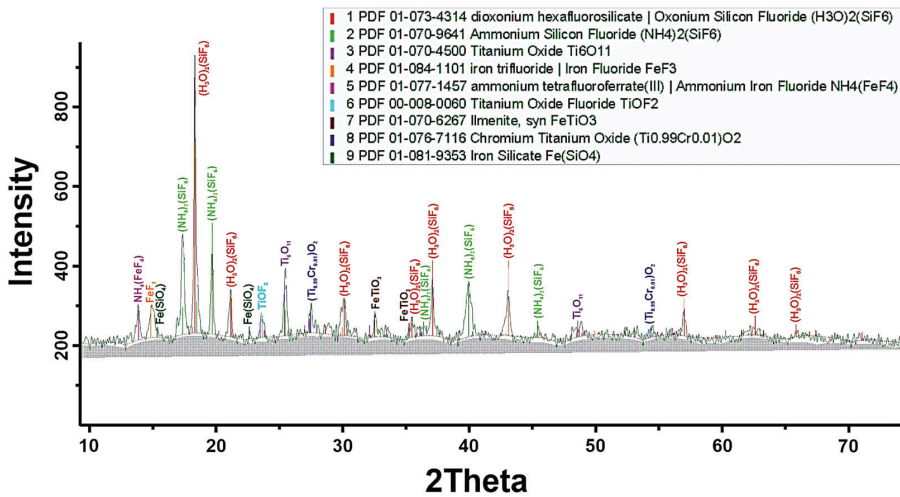 1 PDF 01-073-4314 dioxonium hexafluorosilicate | Oxonium Silicon Fluoride (H3O)2(SiF6)
2 PDF 01-070-9641 Ammonium Silicon Fluoride (NH4)2(SiF6)
3 PDF 01-070-4500 Titanium Oxide Ti6O11
4 PDF 01-084-1101 iron trifluoride | Iron Fluoride FeF3
5 PDF 01-077-1457 ammonium tetrafluoroferrate(III) | Ammonium Iron Fluoride NH4(FeF4)
6 PDF 00-008-0060 Titanium Oxide Fluoride TiOF2
7 PDF 01-070-6267 Ilmenite, syn FeTiO3
8 PDF 01-076-7116 Chromium Titanium Oxide (Ti0.99Cr0.01)O2
9 PDF 01-081-9353 Iron Silicate Fe(SiO4)
Intensity
800
600
400
200
NH₄(FeF₄)
FeF₃
Fe(SiO₄)
(NH₄)₂(SiF₆)
(H₃O)₂(SiF₆)
(NH₄)₂(SiF₆)
(H₃O)₂(SiF₆)
Fe(SiO₄)
TiOF₂
Ti₆O₁₁
(Ti₀.₉₉Cr₀.₀₁)O₂
(H₃O)₂(SiF₆)
FeTiO₃
FeTiO₃
(H₃O)₂(SiF₆)
(NH₄)₂(SiF₆)
(H₃O)₂(SiF₆)
(NH₄)₂(SiF₆)
(H₃O)₂(SiF₆)
(NH₄)₂(SiF₆)
Ti₆O₁₁
(Ti₀.₉₉Cr₀.₀₁)O₂
(H₃O)₂(SiF₆)
(H₃O)₂(SiF₆)
(H₃O)₂(SiF₆)
10 20 30 40 50 60 70
2Theta